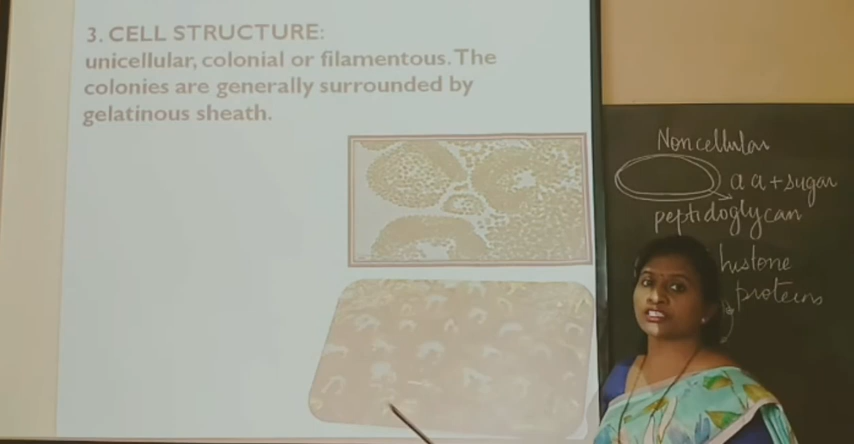 3. CELL STRUCTURE:
unicellular, colonial or filamentous. The
colonies are generally surrounded by
gelatinous sheath.
Noncellular
a a + sugar
peptidoglycan
histone
proteins